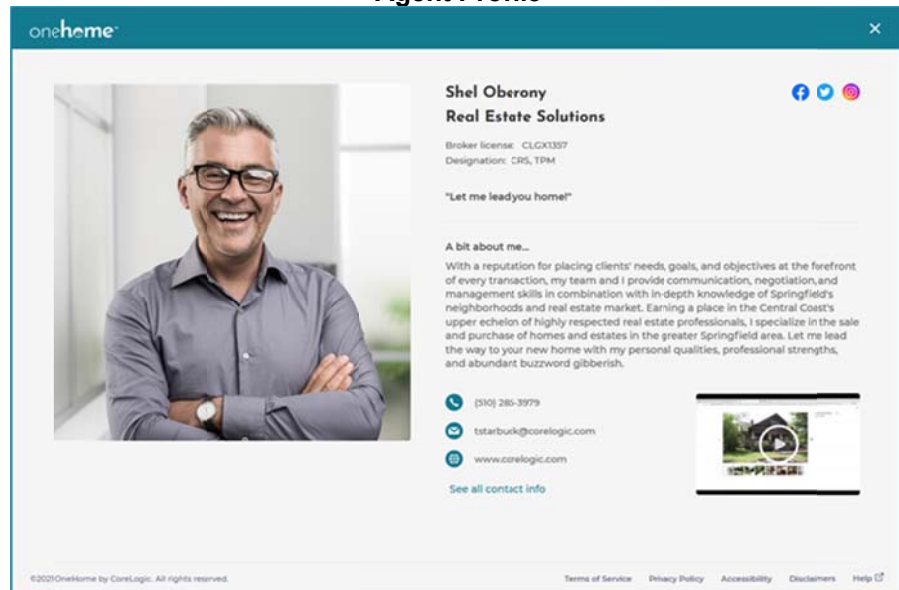 Agent Profile
onehome
Shel Oberony
Real Estate Solutions
Broker license: CLGX1357
Designation: CRS, TPM
"Let me lead you home!"
A bit about me...
With a reputation for placing clients' needs, goals, and objectives at the forefront
of every transaction, my team and I provide communication, negotiation, and
management skills in combination with in-depth knowledge of Springfield's
neighborhoods and real estate market. Earning a place in the Central Coast's
upper echelon of highly respected real estate professionals, I specialize in the sale
and purchase of homes and estates in the greater Springfield area. Let me lead
the way to your new home with my personal qualities, professional strengths,
and abundant buzzword gibberish.
(510) 285-3979
tstarbuck@corelogic.com
www.corelogic.com
See all contact info
©2021OneHome by CoreLogic. All rights reserved.
Terms of Service Privacy Policy Accessibility Disclaimers Help